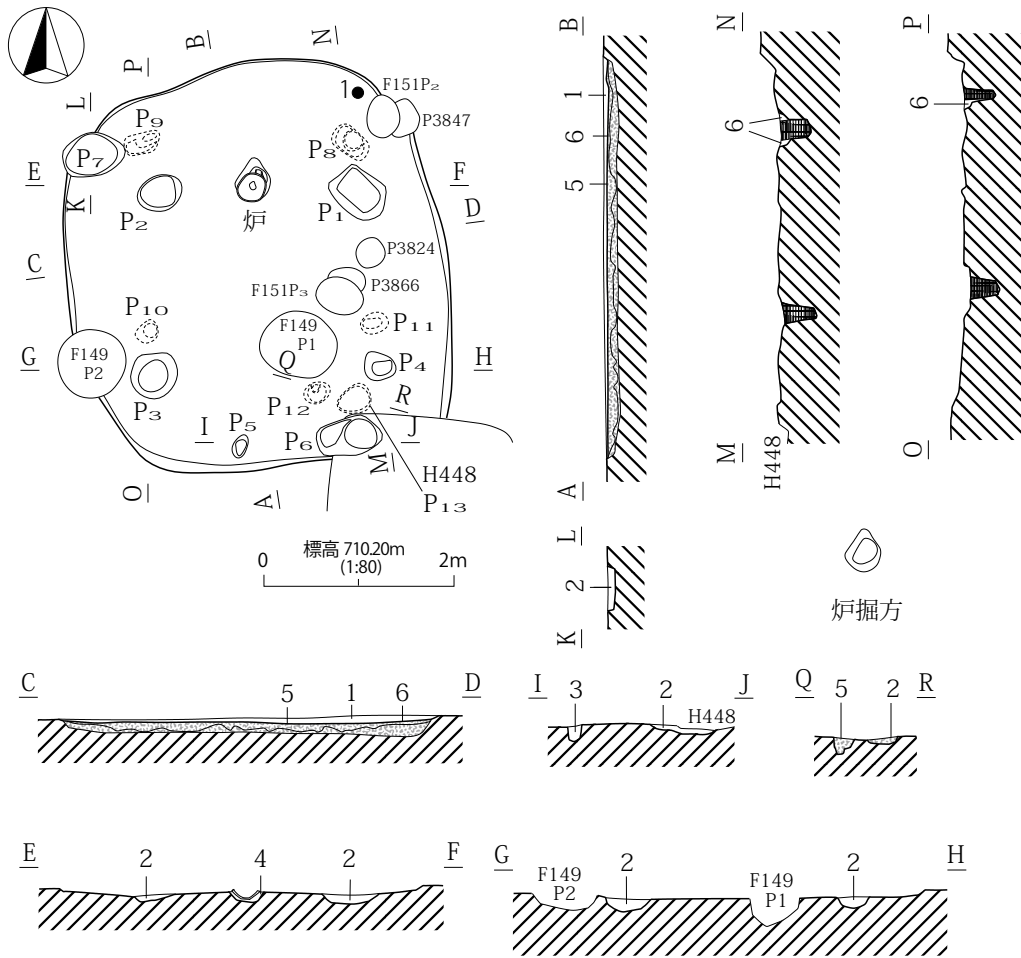 B
N
P
L
1
F151P2
P3847
P9
P8
P7
E
F
K
P2
炉
P1
D
P3824
C
P3866
F151P3
P10
P11
F149
P1
G
F149
P2
Q
P4
H
P12
R
P3
I
P5
P6
J
M
H448
O
A
P13
標高 710.20m
(1:80)
0
2m
B
1
6
5
A
N
6
M
H448
P
6
O
L
2
K
炉掘方
C
5
1
6
D
I
3
2
J
H448
Q
5
2
R
E
2
4
2
F
G
F149
P2
2
F149
P1
2
H